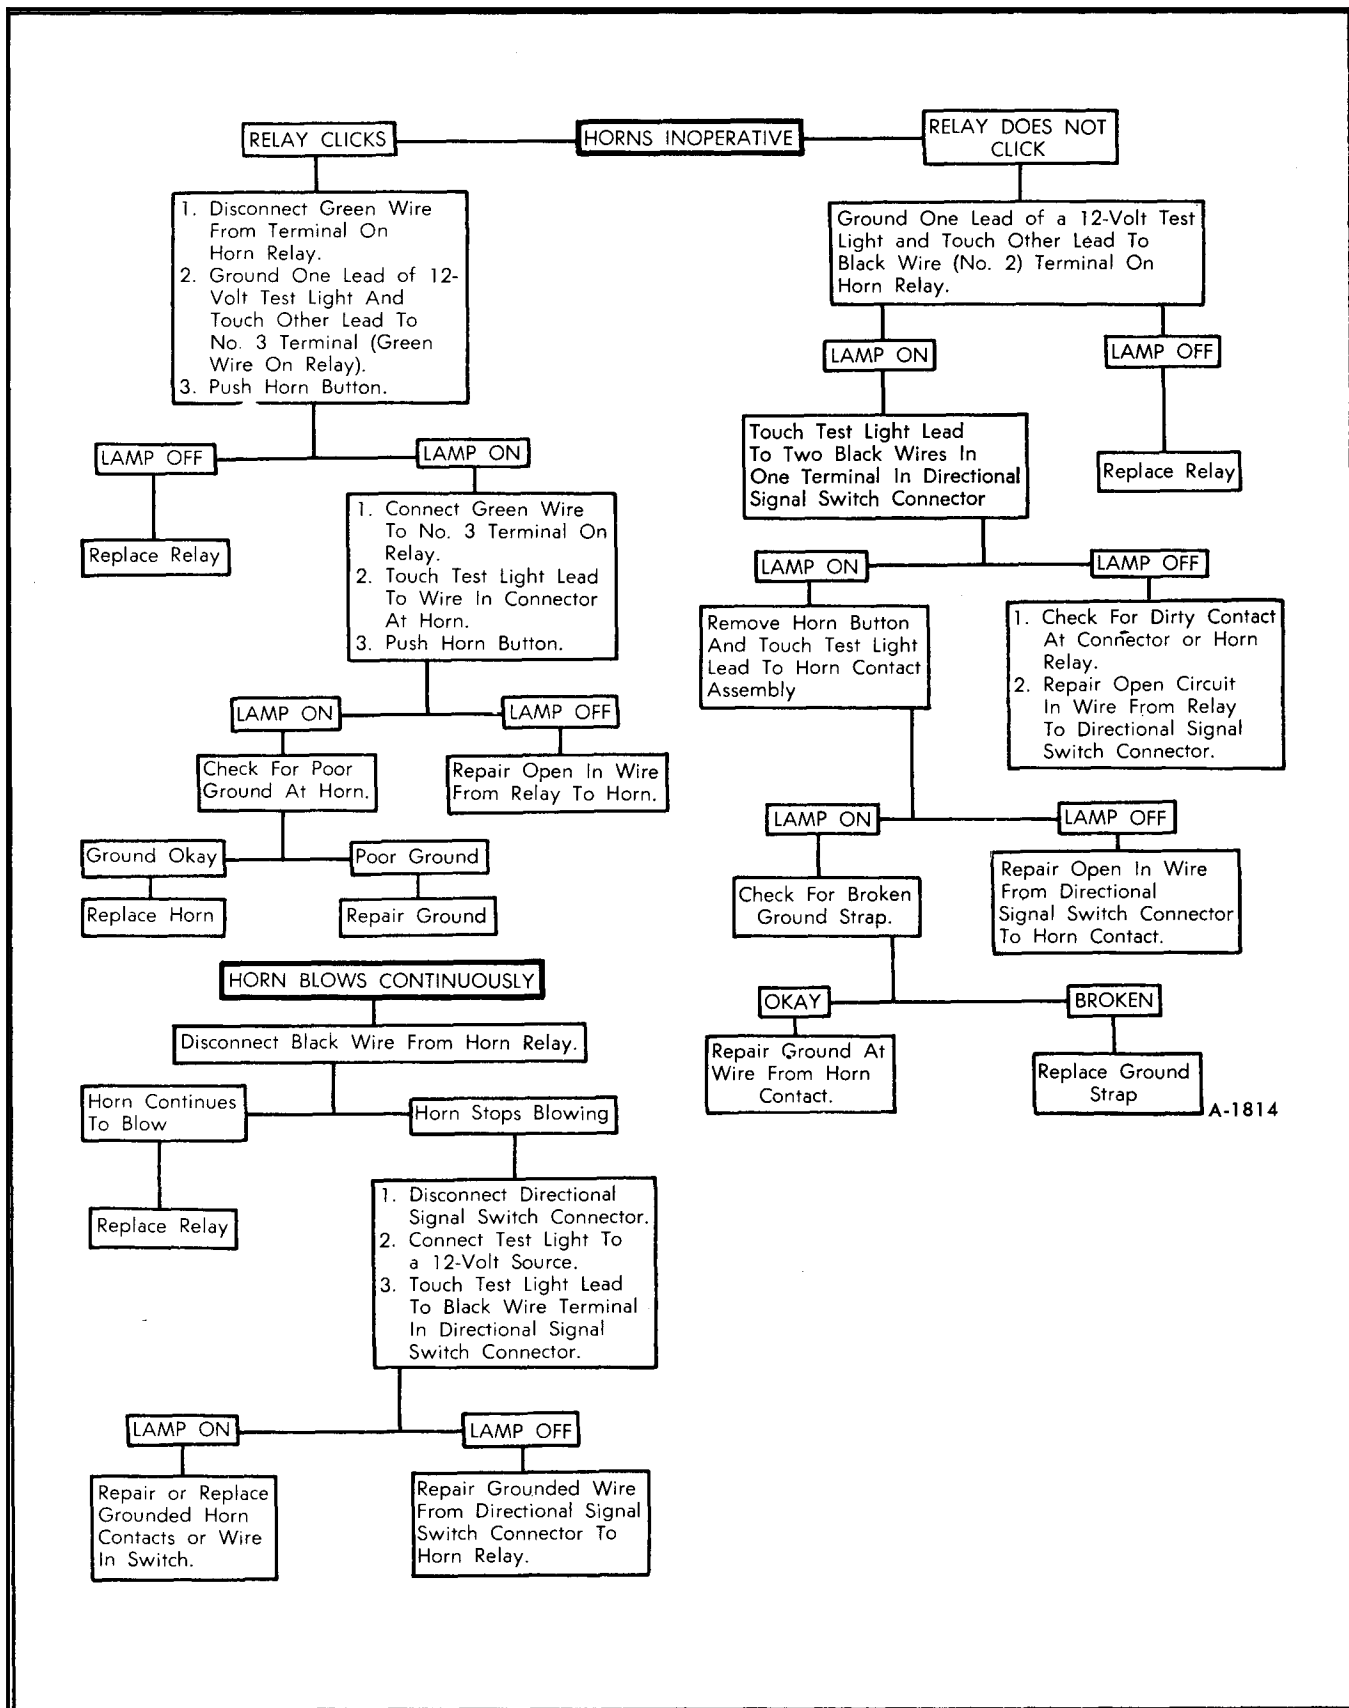 HORNS INOPERATIVE
RELAY CLICKS
1. Disconnect Green Wire
From Terminal On
Horn Relay.
2. Ground One Lead of 12-
Volt Test Light And
Touch Other Lead To
No. 3 Terminal (Green
Wire On Relay).
3. Push Horn Button.
LAMP OFF
Replace Relay
LAMP ON
1. Connect Green Wire
To No. 3 Terminal On
Relay.
2. Touch Test Light Lead
To Wire In Connector
At Horn.
3. Push Horn Button.
LAMP ON
Check For Poor
Ground At Horn.
LAMP OFF
Repair Open In Wire
From Relay To Horn.
Ground Okay
Replace Horn
Poor Ground
Repair Ground
RELAY DOES NOT
CLICK
Ground One Lead of a 12-Volt Test
Light and Touch Other Lead To
Black Wire (No. 2) Terminal On
Horn Relay.
LAMP ON
LAMP OFF
Replace Relay
Touch Test Light Lead
To Two Black Wires In
One Terminal In Directional
Signal Switch Connector
LAMP ON
LAMP OFF
1. Check For Dirty Contact
At Connector or Horn
Relay.
2. Repair Open Circuit
In Wire From Relay
To Directional Signal
Switch Connector.
Remove Horn Button
And Touch Test Light
Lead To Horn Contact
Assembly
LAMP ON
LAMP OFF
Repair Open In Wire
From Directional
Signal Switch Connector
To Horn Contact.
Check For Broken
Ground Strap.
OKAY
Repair Ground At
Wire From Horn
Contact.
BROKEN
Replace Ground
Strap
A-1814
HORN BLOWS CONTINUOUSLY
Disconnect Black Wire From Horn Relay.
Horn Continues
To Blow
Replace Relay
Horn Stops Blowing
1. Disconnect Directional
Signal Switch Connector.
2. Connect Test Light To
a 12-Volt Source.
3. Touch Test Light Lead
To Black Wire Terminal
In Directional Signal
Switch Connector.
LAMP ON
Repair or Replace
Grounded Horn
Contacts or Wire
In Switch.
LAMP OFF
Repair Grounded Wire
From Directional Signal
Switch Connector To
Horn Relay.